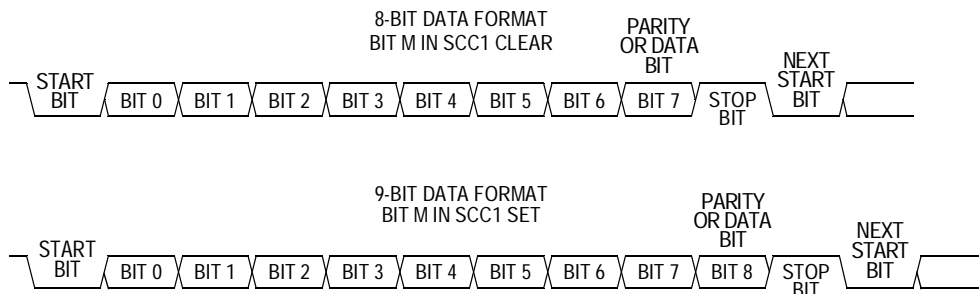 8-BIT DATA FORMAT
BIT M IN SCC1 CLEAR
PARITY
OR DATA
BIT
START
BIT
BIT 0
BIT 1
BIT 2
BIT 3
BIT 4
BIT 5
BIT 6
BIT 7
STOP
BIT
NEXT
START
BIT
9-BIT DATA FORMAT
BIT M IN SCC1 SET
PARITY
OR DATA
BIT
START
BIT
BIT 0
BIT 1
BIT 2
BIT 3
BIT 4
BIT 5
BIT 6
BIT 7
BIT 8
STOP
BIT
NEXT
START
BIT